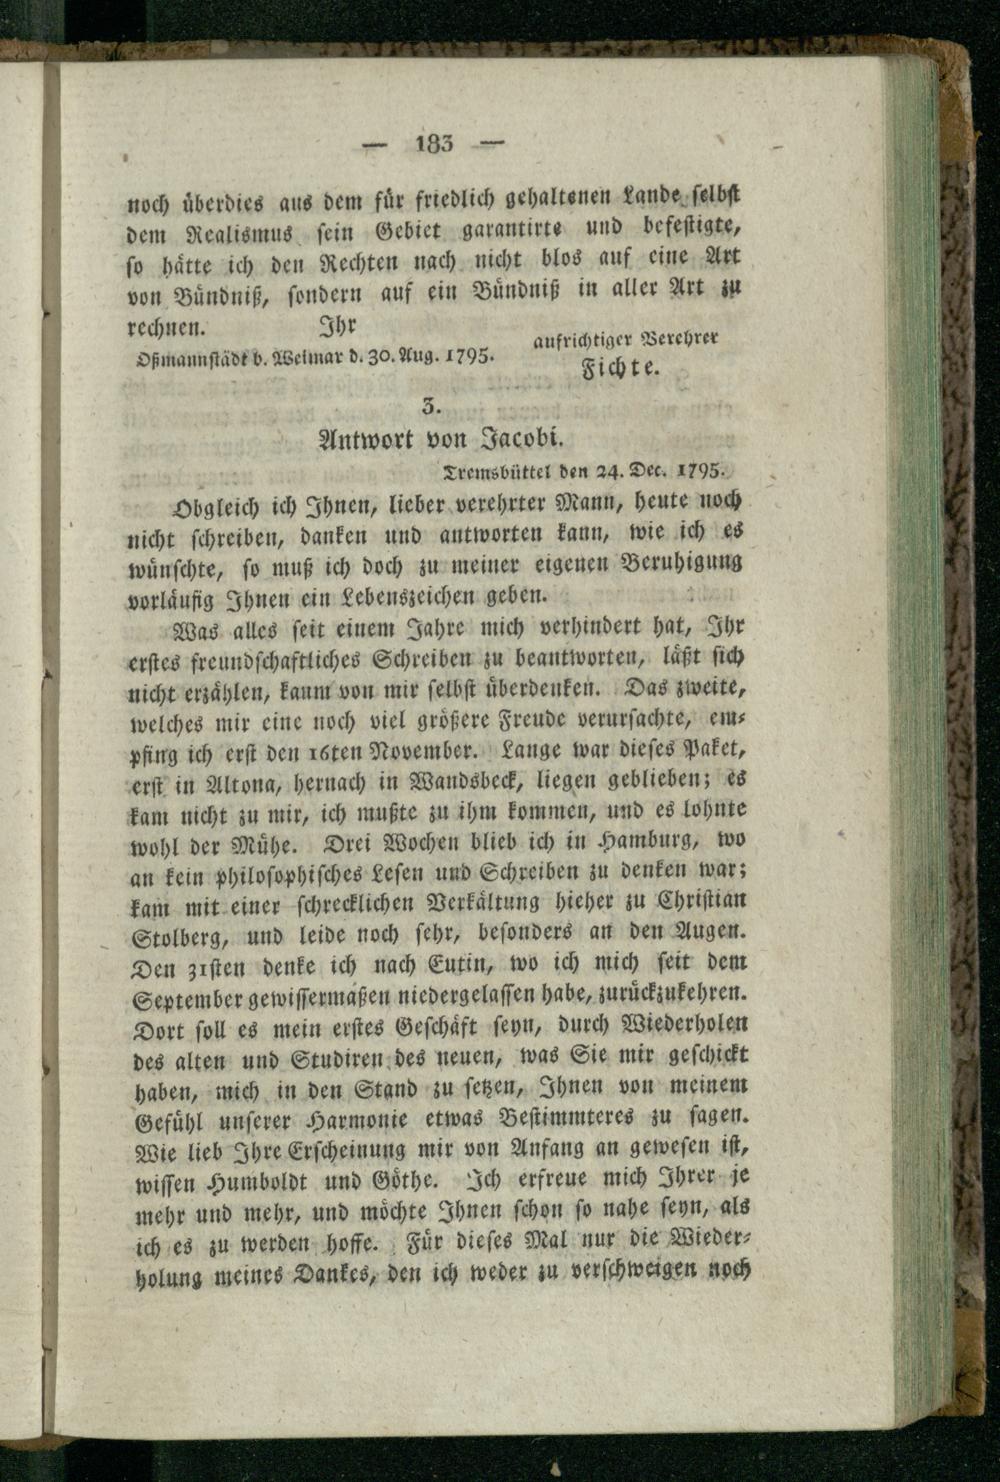 — 183 —
noch überdies aus dem für friedlich gehaltenen Lande selbst
dem Realismus sein Gebiet garantirte und befestigte,
so hätte ich den Rechten nach nicht blos auf eine Art
von Bündniß, sondern auf ein Bündniß in aller Art zu
rechnen. Ihr
aufrichtiger Verehrer
Oßmannstädt b. Weimar d. 30. Aug. 1795.
Fichte.
3.
Antwort von Jacobi.
Tremsbüttel den 24. Dec. 1795.
Obgleich ich Ihnen, lieber verehrter Mann, heute noch
nicht schreiben, danken und antworten kann, wie ich es
wünschte, so muß ich doch zu meiner eigenen Beruhigung
vorläufig Ihnen ein Lebenszeichen geben.
Was alles seit einem Jahre mich verhindert hat, Ihr
erstes freundschaftliches Schreiben zu beantworten, läßt sich
nicht erzählen, kaum von mir selbst überdenken. Das zweite,
welches mir eine noch viel größere Freude verursachte, em-
pfing ich erst den 16ten November. Lange war dieses Paket,
erst in Altona, hernach in Wandsbeck, liegen geblieben; es
kam nicht zu mir, ich mußte zu ihm kommen, und es lohnte
wohl der Mühe. Drei Wochen blieb ich in Hamburg, wo
an kein philosophisches Lesen und Schreiben zu denken war;
kam mit einer schrecklichen Verkältung hieher zu Christian
Stolberg, und leide noch sehr, besonders an den Augen.
Den 31sten denke ich nach Eutin, wo ich mich seit dem
September gewissermaßen niedergelassen habe, zurückzukehren.
Dort soll es mein erstes Geschäft seyn, durch Wiederholen
des alten und Studiren des neuen, was Sie mir geschickt
haben, mich in den Stand zu setzen, Ihnen von meinem
Gefühl unserer Harmonie etwas Bestimmteres zu sagen.
Wie lieb Ihre Erscheinung mir von Anfang an gewesen ist,
wissen Humboldt und Göthe. Ich erfreue mich Ihrer je
mehr und mehr, und möchte Ihnen schon so nahe seyn, als
ich es zu werden hoffe. Für dieses Mal nur die Wieder-
holung meines Dankes, den ich weder zu verschweigen noch